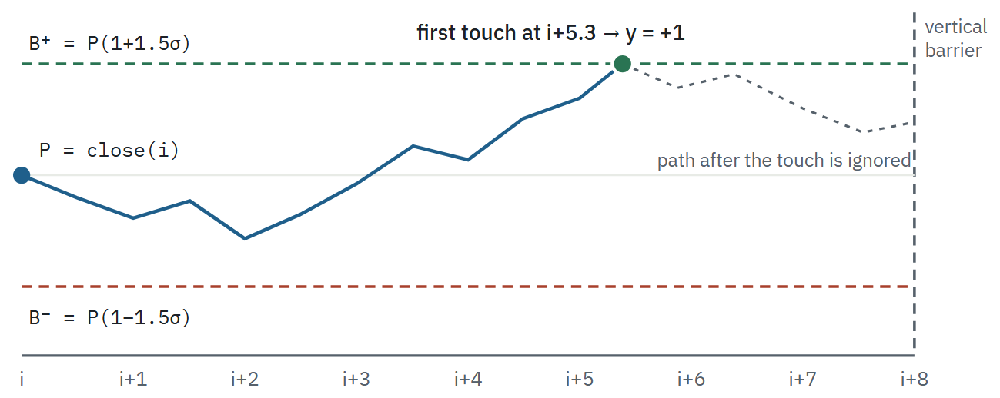 first touch at i+5.3 → y = +1
vertical
barrier
B⁺ = P(1+1.5σ)
P = close(i)
path after the touch is ignored
B⁻ = P(1−1.5σ)
i i+1 i+2 i+3 i+4 i+5 i+6 i+7 i+8